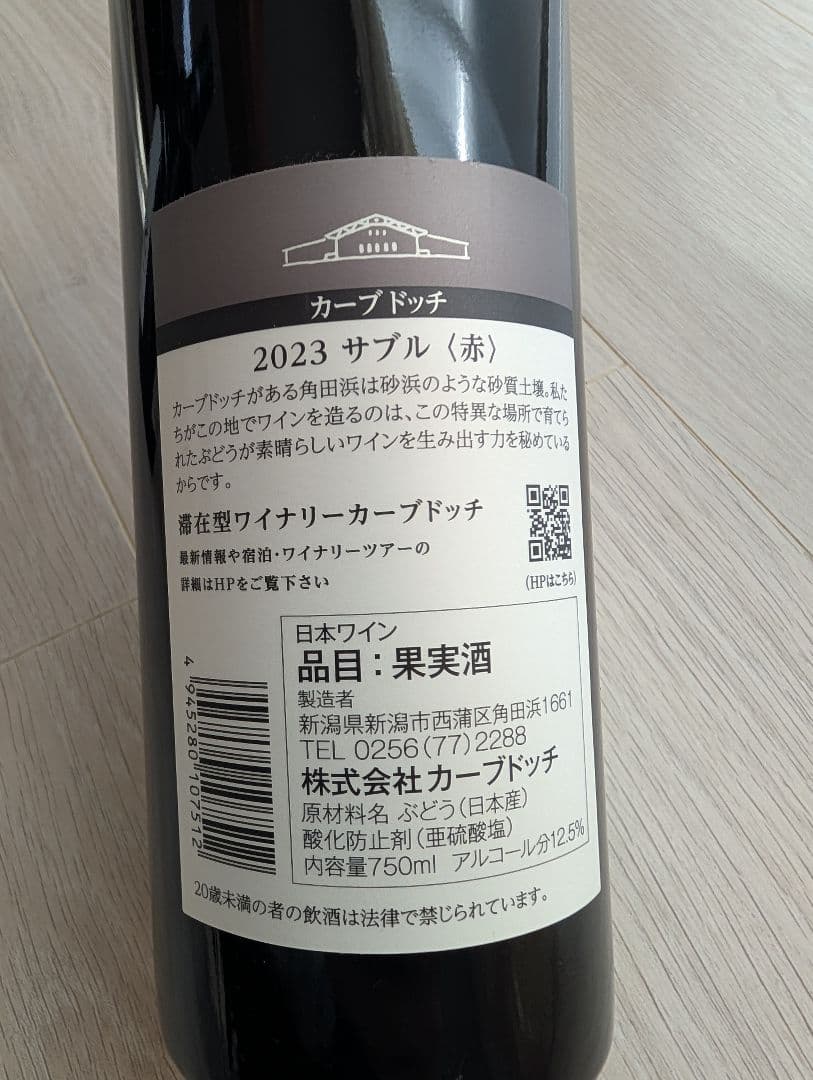 カーブドッチ
2023 サブル〈赤〉
カーブドッチがある角田浜は砂浜のような砂質土壌。私た
ちがこの地でワインを造るのは、この特異な場所で育てら
れたぶどうが素晴らしいワインを生み出す力を秘めている
からです。
滞在型ワイナリーカーブドッチ
最新情報や宿泊・ワイナリーツアーの
詳細はHPをご覧下さい
(HPはこちら)
日本ワイン
品目：果実酒
製造者
新潟県新潟市西蒲区角田浜1661
TEL 0256(77)2288
株式会社カーブドッチ
原材料名 ぶどう(日本産)
酸化防止剤(亜硫酸塩)
内容量750ml アルコール分12.5%
4 945280 107512
20歳未満の者の飲酒は法律で禁じられています。